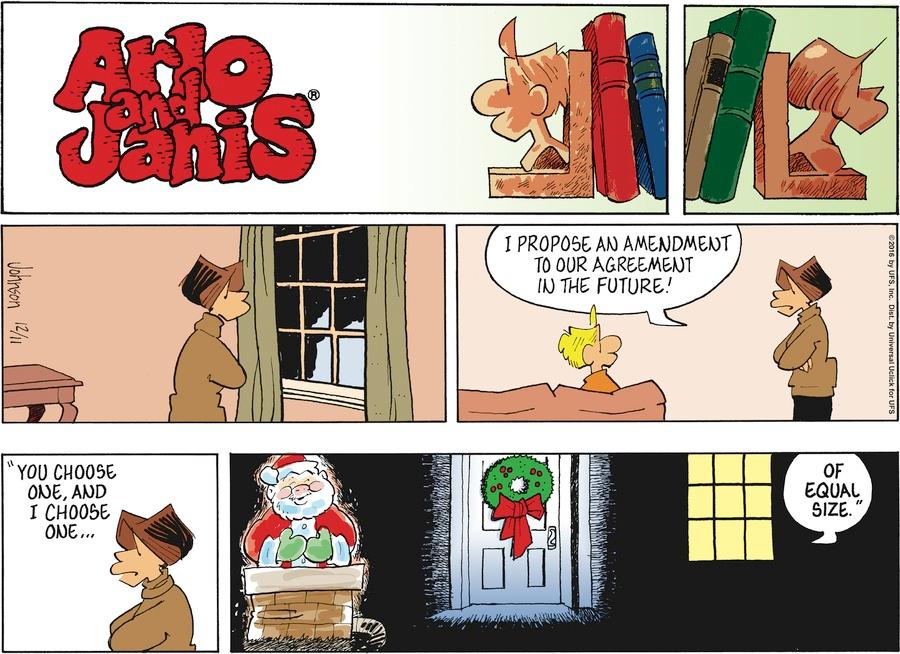 Arlo
and
Janis®
Johnson 12/11
I PROPOSE AN AMENDMENT
TO OUR AGREEMENT
IN THE FUTURE!
©2016 by UFS, Inc. Dist. by Universal Uclick for UFS
"YOU CHOOSE
ONE, AND
I CHOOSE
ONE...
OF
EQUAL
SIZE."